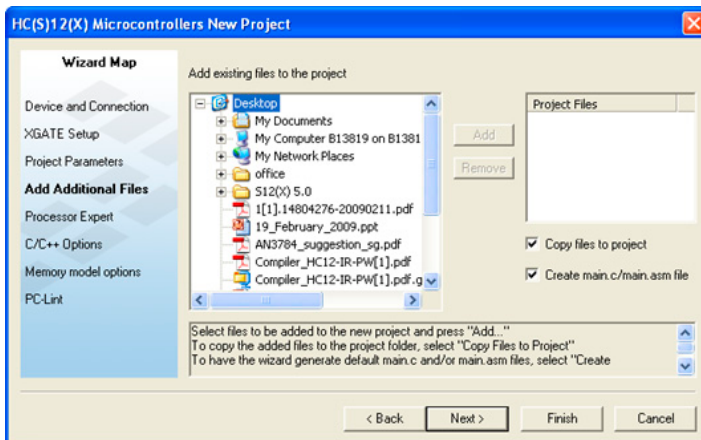 HC(S)12(X) Microcontrollers New Project
Wizard Map
Device and Connection
XGATE Setup
Project Parameters
Add Additional Files
Processor Expert
C/C++ Options
Memory model options
PC-Lint
Add existing files to the project
Desktop
My Documents
My Computer B13819 on B1381
My Network Places
office
S12(X) 5.0
1[1].14804276-20090211.pdf
19_February_2009.ppt
AN3784_suggestion_sg.pdf
Compiler_HC12-IR-PW[1].pdf
Compiler_HC12-IR-PW[1].pdf.g
Add
Remove
Project Files
Copy files to project
Create main.c/main.asm file
Select files to be added to the new project and press "Add..."
To copy the added files to the project folder, select "Copy Files to Project"
To have the wizard generate default main.c and/or main.asm files, select "Create
< Back
Next >
Finish
Cancel